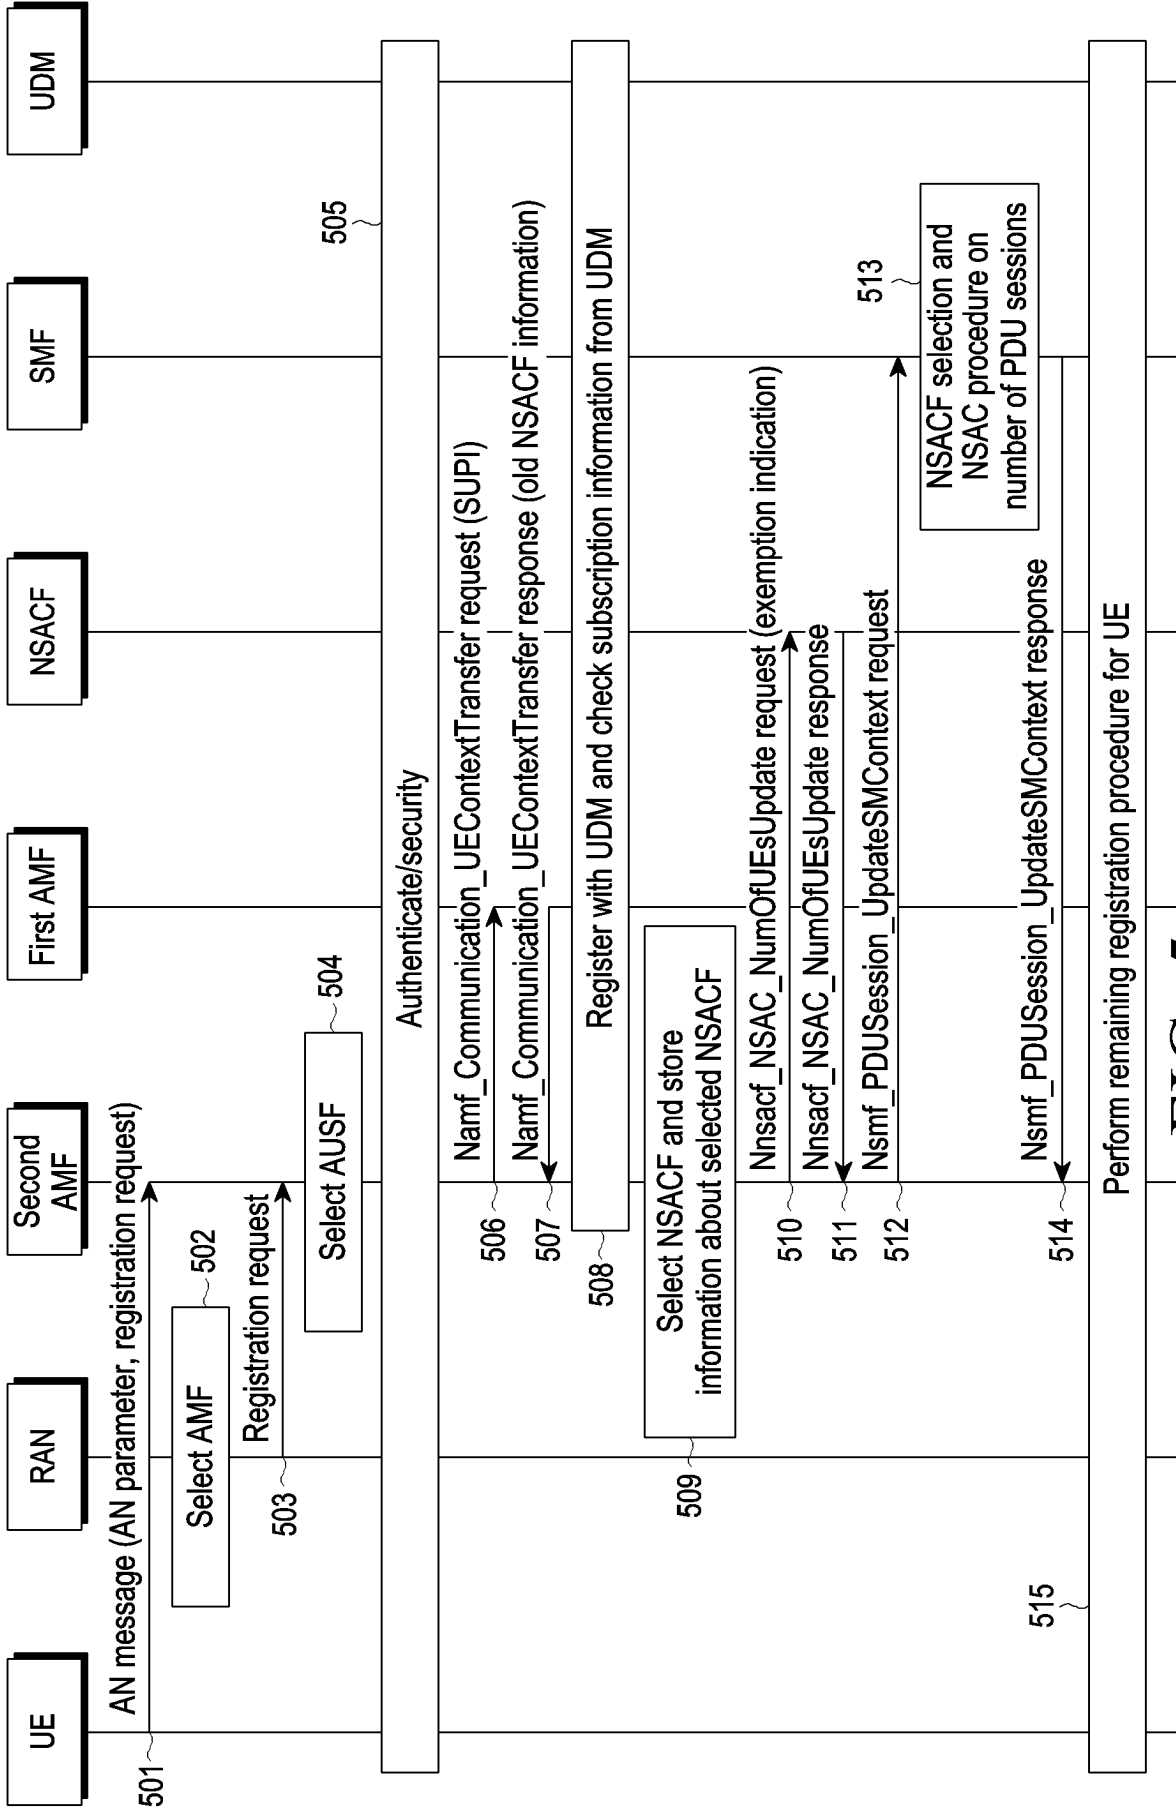 UE
RAN
Second
AMF
First AMF
NSACF
SMF
UDM
501
AN message (AN parameter, registration request)
Select AMF
502
503
Registration request
Select AUSF
504
505
Authenticate/security
506
Namf_Communication_UEContextTransfer request (SUPI)
507
Namf_Communication_UEContextTransfer response (old NSACF information)
508
Register with UDM and check subscription information from UDM
509
Select NSACF and store
information about selected NSACF
510
Nnsacf_NSAC_NumOfUEsUpdate request (exemption indication)
511
Nnsacf_NSAC_NumOfUEsUpdate response
512
Nsmf_PDUSession_UpdateSMContext request
513
NSACF selection and
NSAC procedure on
number of PDU sessions
514
Nsmf_PDUSession_UpdateSMContext response
515
Perform remaining registration procedure for UE